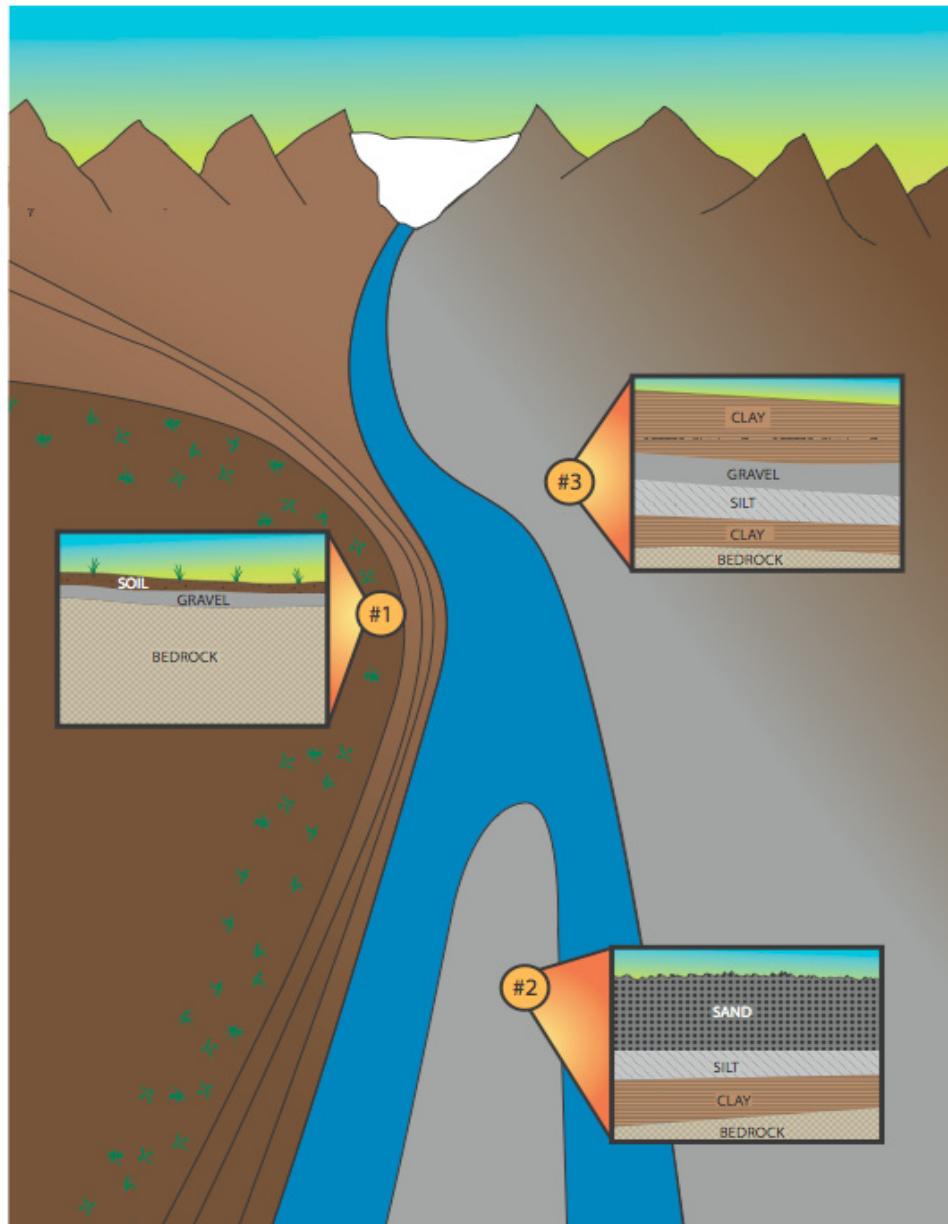 CLAY
#3
GRAVEL
SILT
CLAY
BEDROCK
SOIL
GRAVEL
#1
BEDROCK
#2
SAND
SILT
CLAY
BEDROCK